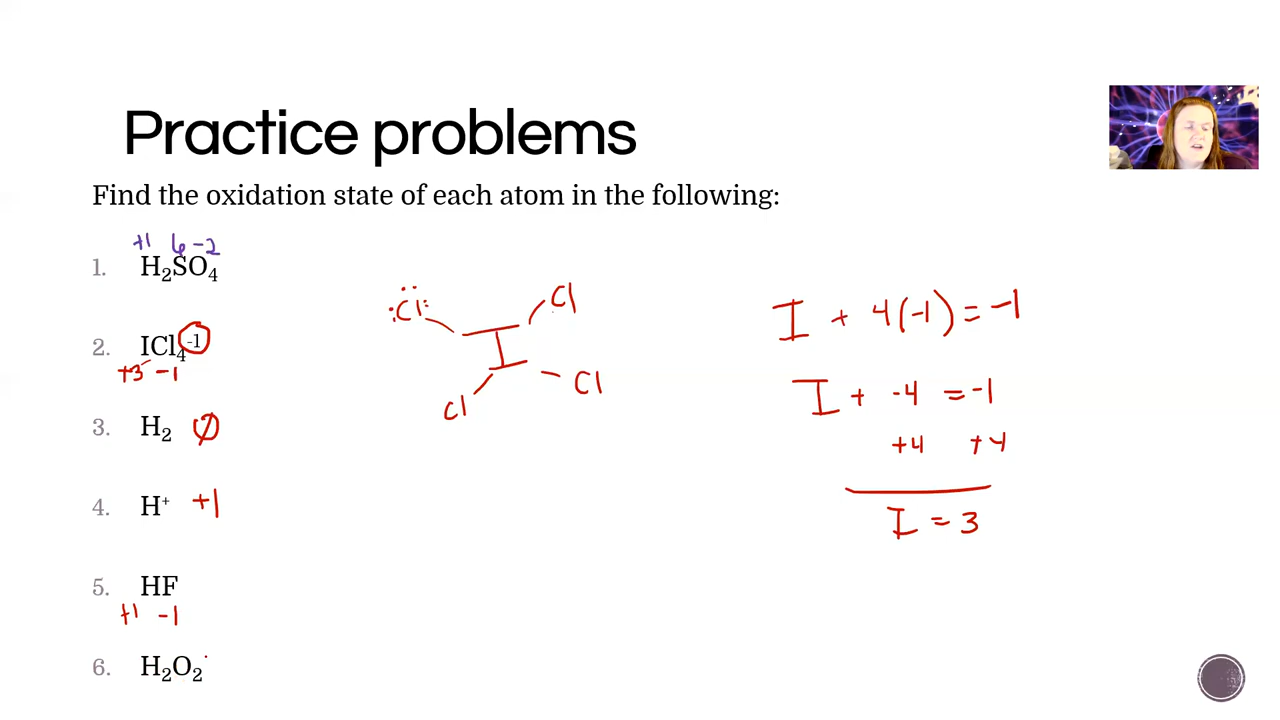 Practice problems
Find the oxidation state of each atom in the following:
+1 6 -2
1. H₂SO₄
2. ICl₄⁻¹
+3 -1
3. H₂ ∅
4. H⁺ +1
5. HF
+1 -1
6. H₂O₂
:Cl: Cl
I
Cl Cl
I + 4(-1) = -1
I + -4 = -1
+4 +4
I = 3